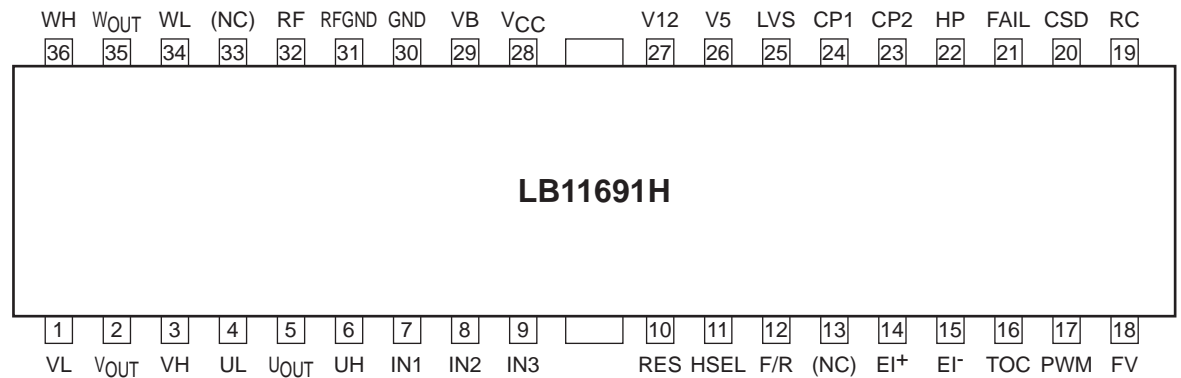 WH WOUT WL (NC) RF RFGND GND VB VCC V12 V5 LVS CP1 CP2 HP FAIL CSD RC
36 35 34 33 32 31 30 29 28 27 26 25 24 23 22 21 20 19
LB11691H
1 2 3 4 5 6 7 8 9 10 11 12 13 14 15 16 17 18
VL VOUT VH UL UOUT UH IN1 IN2 IN3 RES HSEL F/R (NC) EI+ EI- TOC PWM FV